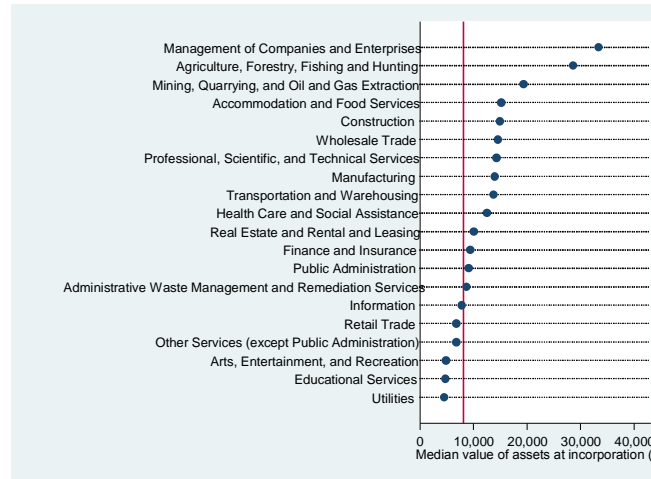 Management of Companies and Enterprises
Agriculture, Forestry, Fishing and Hunting
Mining, Quarrying, and Oil and Gas Extraction
Accommodation and Food Services
Construction
Wholesale Trade
Professional, Scientific, and Technical Services
Manufacturing
Transportation and Warehousing
Health Care and Social Assistance
Real Estate and Rental and Leasing
Finance and Insurance
Public Administration
Administrative Waste Management and Remediation Services
Information
Retail Trade
Other Services (except Public Administration)
Arts, Entertainment, and Recreation
Educational Services
Utilities
0 10,000 20,000 30,000 40,000
Median value of assets at incorporation (